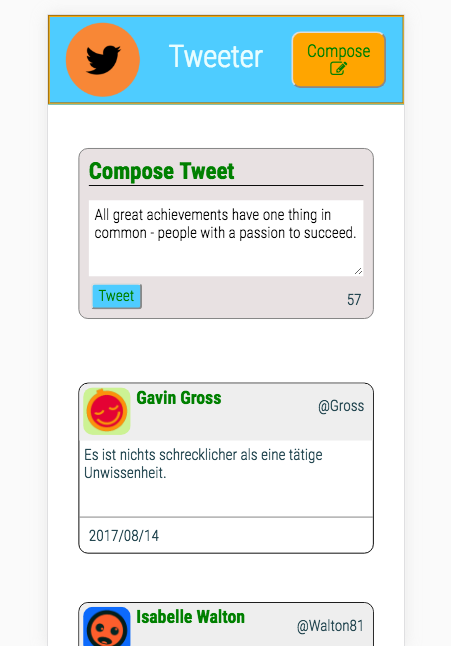 Tweeter
Compose
Compose Tweet
All great achievements have one thing in
common - people with a passion to succeed.
Tweet
57
Gavin Gross
@Gross
Es ist nichts schrecklicher als eine tätige
Unwissenheit.
2017/08/14
Isabelle Walton
@Walton81